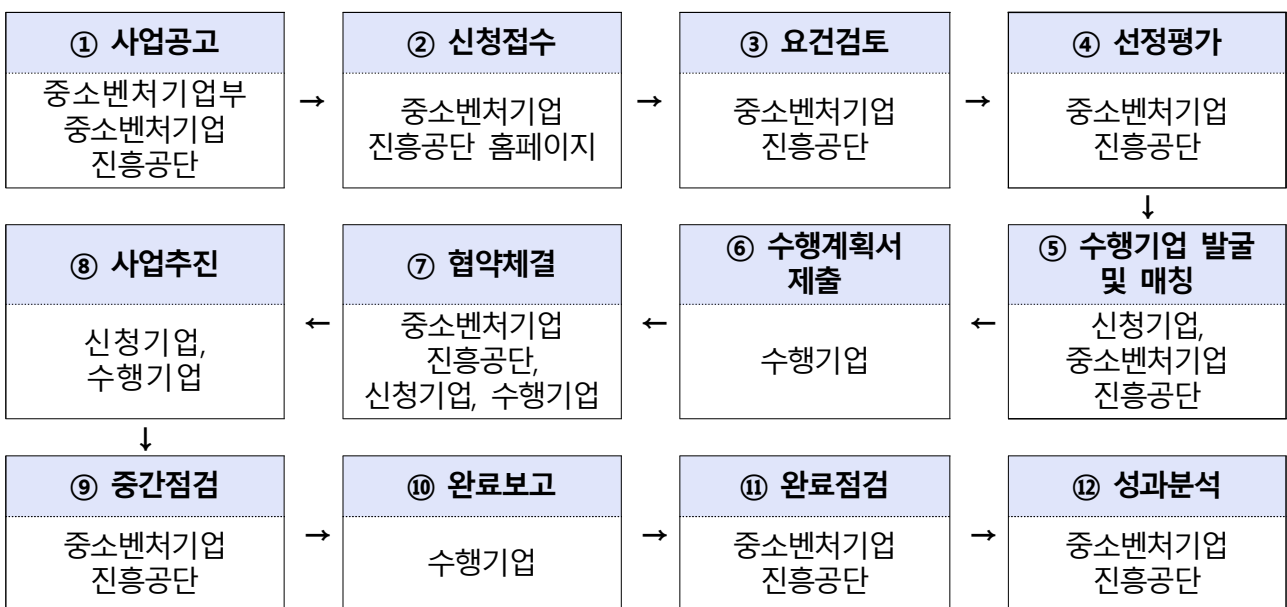 ① 사업공고
중소벤처기업부
중소벤처기업
진흥공단
→
② 신청접수
중소벤처기업
진흥공단 홈페이지
→
③ 요건검토
중소벤처기업
진흥공단
→
④ 선정평가
중소벤처기업
진흥공단
↓
⑤ 수행기업 발굴
및 매칭
신청기업,
중소벤처기업
진흥공단
←
⑥ 수행계획서
제출
수행기업
←
⑦ 협약체결
중소벤처기업
진흥공단,
신청기업, 수행기업
←
⑧ 사업추진
신청기업,
수행기업
↓
⑨ 중간점검
중소벤처기업
진흥공단
→
⑩ 완료보고
수행기업
→
⑪ 완료점검
중소벤처기업
진흥공단
→
⑫ 성과분석
중소벤처기업
진흥공단